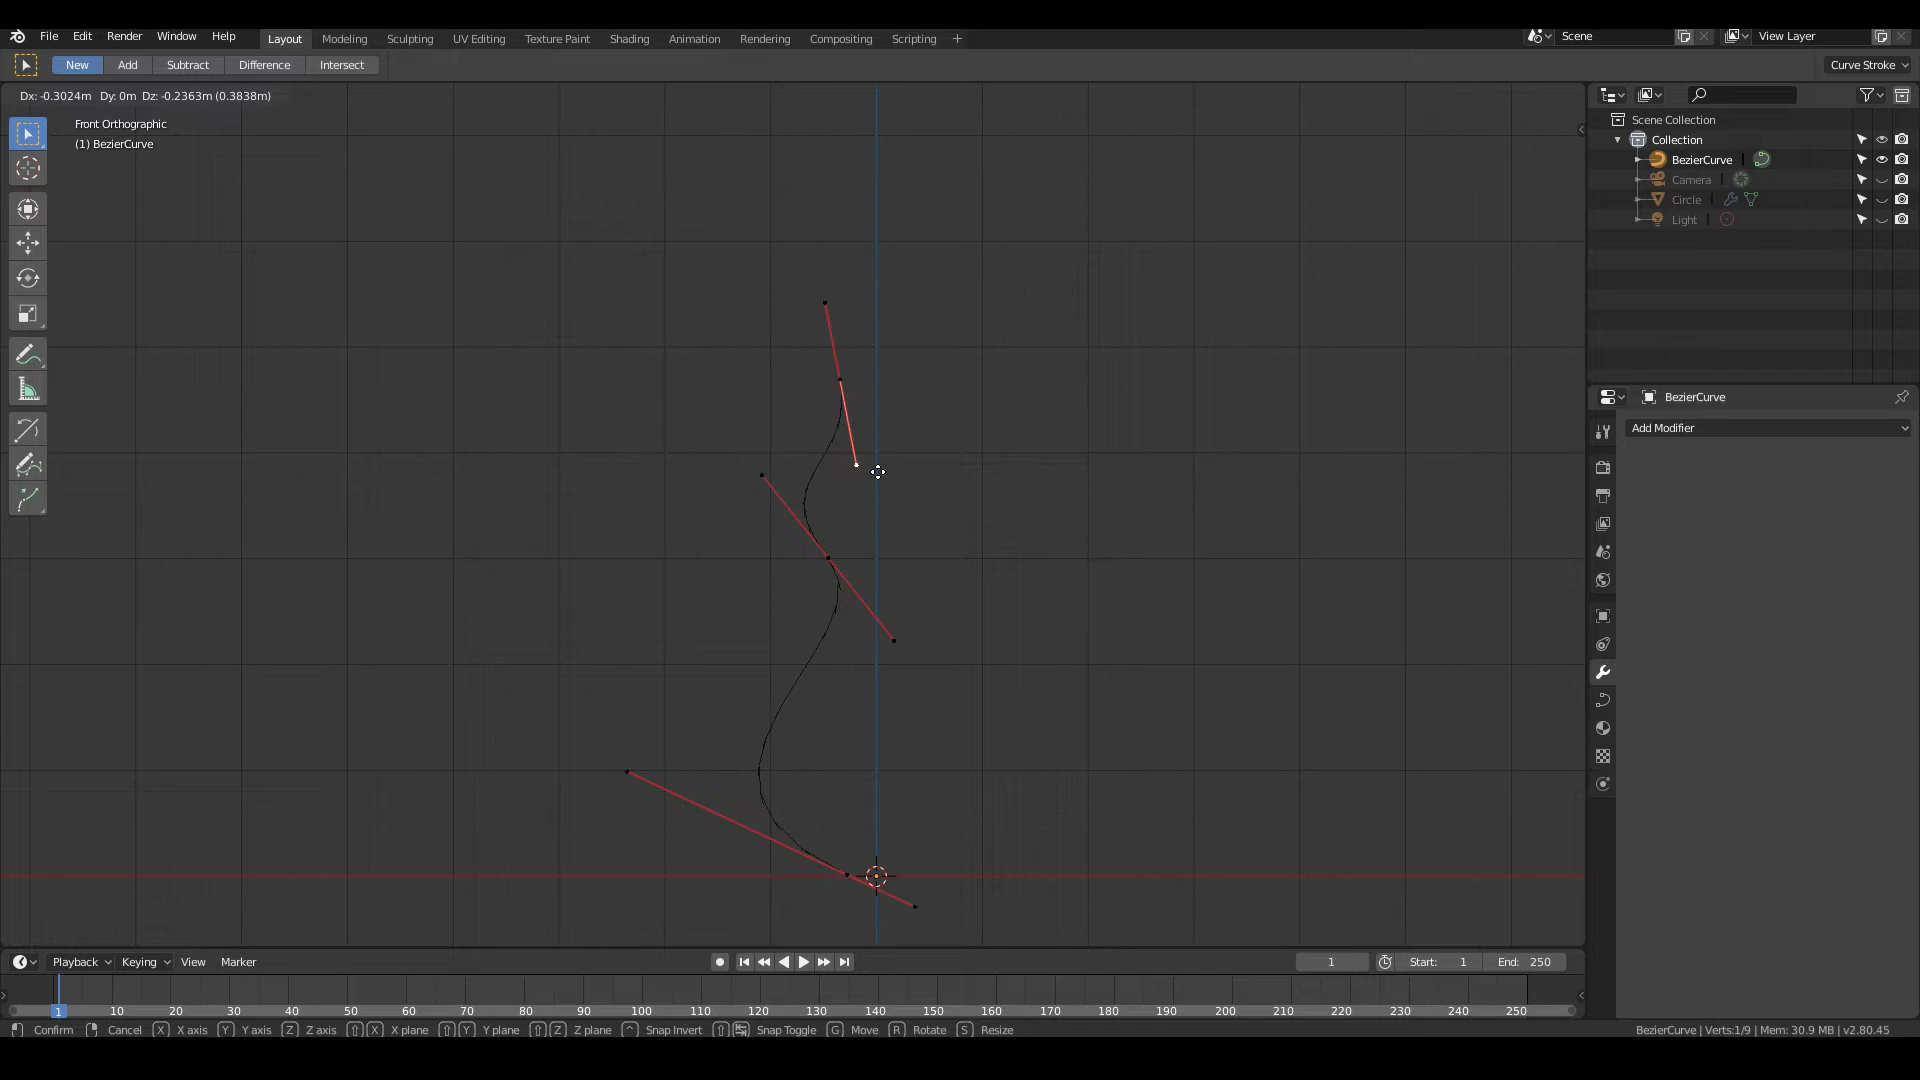 File Edit Render Window Help Layout Modeling Sculpting UV Editing Texture Paint Shading Animation Rendering Compositing Scripting + Scene View Layer
New Add Subtract Difference Intersect Curve Stroke
Dx: -0.3024m Dy: 0m Dz: -0.2363m (0.3838m)
Front Orthographic
(1) BezierCurve
Scene Collection
Collection
BezierCurve
Camera
Circle
Light
BezierCurve
Add Modifier
Playback Keying View Marker 1 Start: 1 End: 250
1 10 20 30 40 50 60 70 80 90 100 110 120 130 140 150 160 170 180 190 200 210 220 230 240 250
Confirm Cancel X X axis Y Y axis Z Z axis X X plane Y Y plane Z Z plane ^ Snap Invert Snap Toggle G Move R Rotate S Resize BezierCurve | Verts:1/9 | Mem: 30.9 MB | v2.80.45